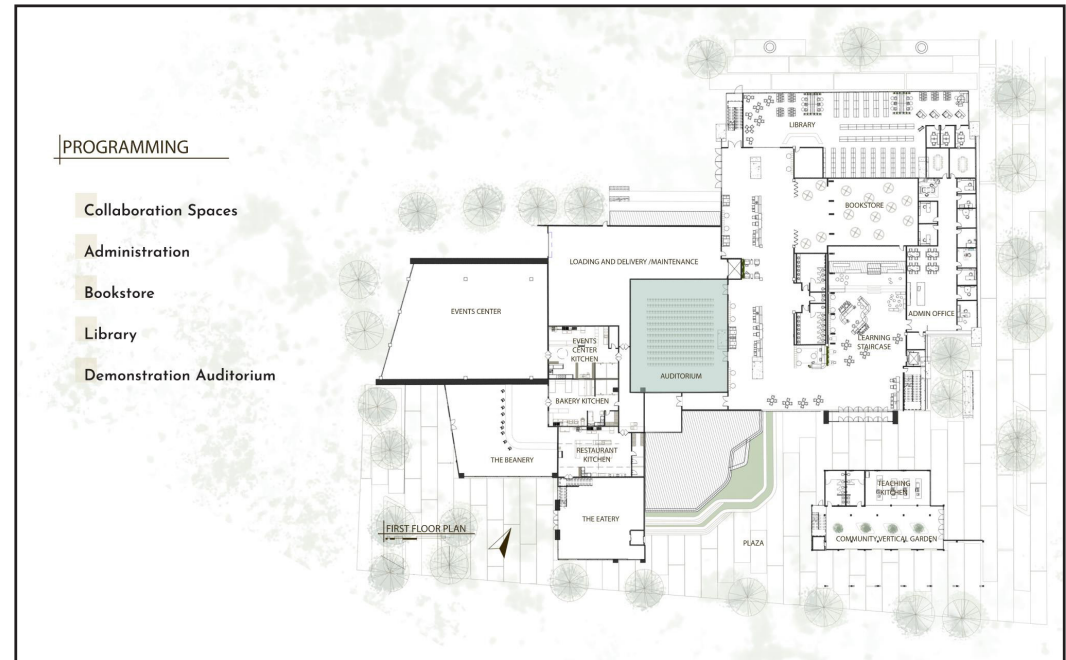 PROGRAMMING
Collaboration Spaces
Administration
Bookstore
Library
Demonstration Auditorium
LIBRARY
BOOKSTORE
LOADING AND DELIVERY /MAINTENANCE
EVENTS CENTER
ADMIN OFFICE
EVENTS
CENTER
KITCHEN
LEARNING
STAIRCASE
AUDITORIUM
BAKERY KITCHEN
THE BEANERY
RESTAURANT
KITCHEN
TEACHING
KITCHEN
THE EATERY
FIRST FLOOR PLAN
PLAZA
COMMUNITY VERTICAL GARDEN